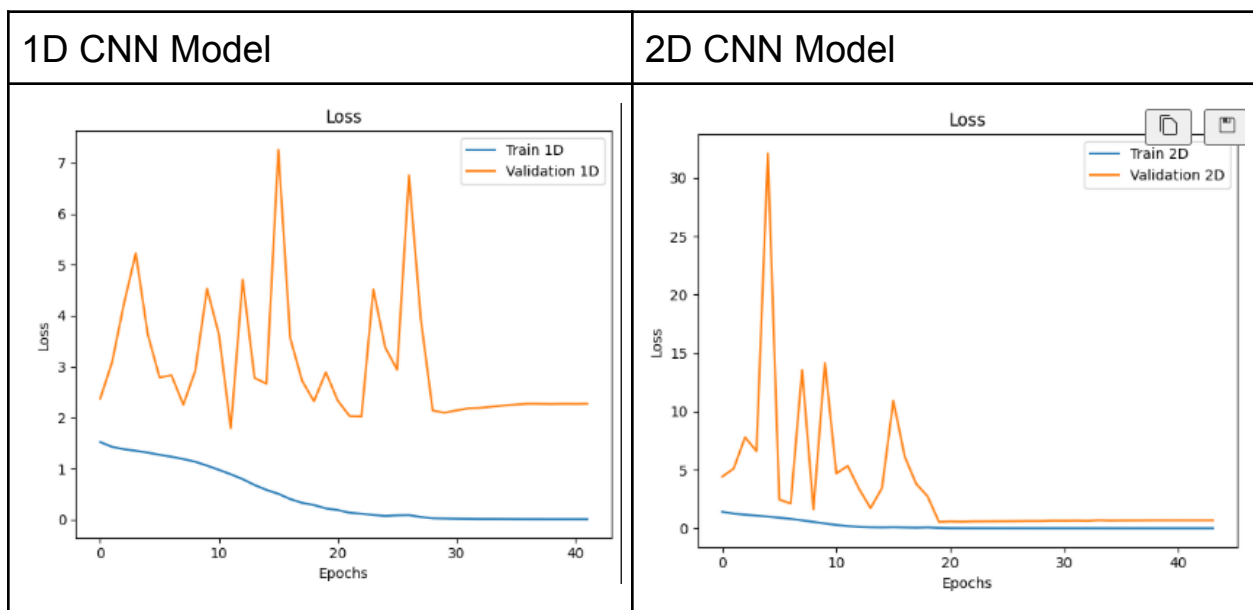 1D CNN Model
2D CNN Model
Loss
Train 1D
Validation 1D
7
6
5
4
3
2
1
0
Loss
0
10
20
30
40
Epochs
Loss
Train 2D
Validation 2D
30
25
20
15
10
5
0
Loss
0
10
20
30
40
Epochs